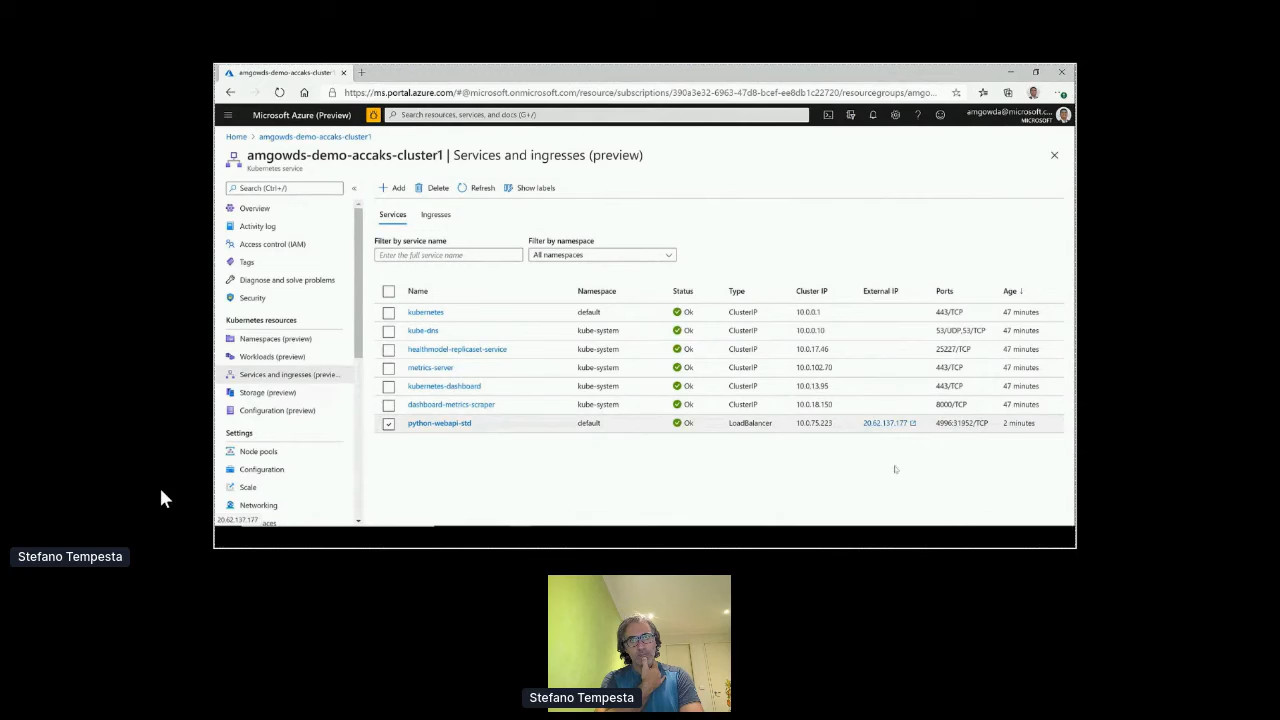 amgowds-demo-accaks-cluster1
https://ms.portal.azure.com/#@microsoft.onmicrosoft.com/resource/subscriptions/390a3e32-6963-47d8-bcef-ee8db1c22720/resourcegroups/amgo...
Microsoft Azure (Preview)
Search resources, services, and docs (G+/)
amgowda@microsoft.c...
MICROSOFT
Home > amgowds-demo-accaks-cluster1
amgowds-demo-accaks-cluster1 | Services and ingresses (preview)
Kubernetes service
Search (Ctrl+/)
Overview
Activity log
Access control (IAM)
Tags
Diagnose and solve problems
Security
Kubernetes resources
Namespaces (preview)
Workloads (preview)
Services and ingresses (previe...
Storage (preview)
Configuration (preview)
Settings
Node pools
Configuration
Scale
Networking
20.62.137.177
Add Delete Refresh Show labels
Services Ingresses
Filter by service name Filter by namespace
Enter the full service name All namespaces
Name Namespace Status Type Cluster IP External IP Ports Age ↓
kubernetes default Ok ClusterIP 10.0.0.1 443/TCP 47 minutes
kube-dns kube-system Ok ClusterIP 10.0.0.10 53/UDP,53/TCP 47 minutes
healthmodel-replicaset-service kube-system Ok ClusterIP 10.0.17.46 25227/TCP 47 minutes
metrics-server kube-system Ok ClusterIP 10.0.102.70 443/TCP 47 minutes
kubernetes-dashboard kube-system Ok ClusterIP 10.0.13.95 443/TCP 47 minutes
dashboard-metrics-scraper kube-system Ok ClusterIP 10.0.18.150 8000/TCP 47 minutes
python-webapi-std default Ok LoadBalancer 10.0.75.223 20.62.137.177 4996:31952/TCP 2 minutes
Stefano Tempesta
Stefano Tempesta